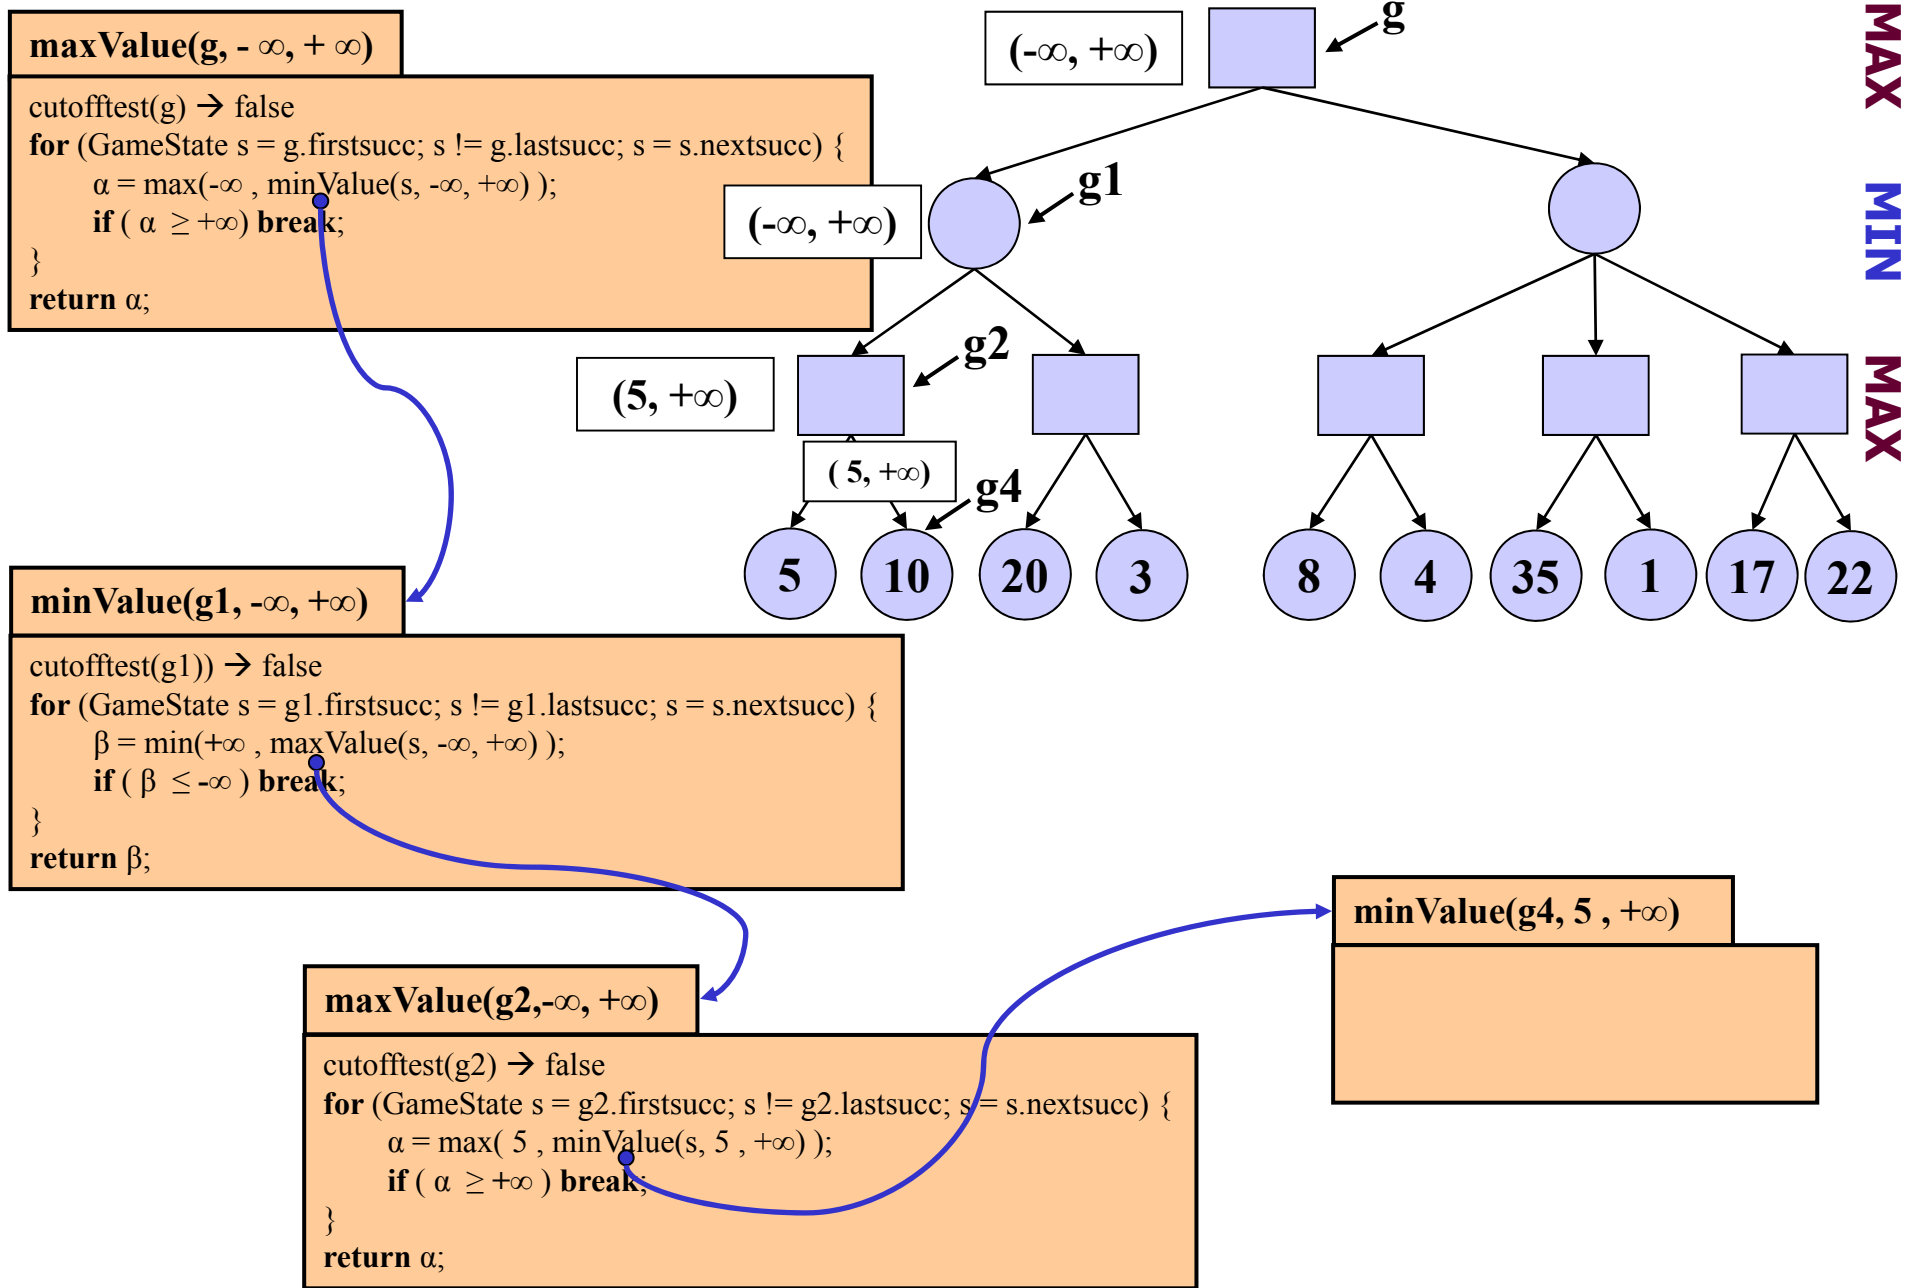 maxValue(g, - ∞, + ∞)
cutofftest(g) → false
for (GameState s = g.firstsucc; s != g.lastsucc; s = s.nextsucc) {
α = max(-∞ , minValue(s, -∞, +∞) );
if ( α ≥ +∞) break;
}
return α;
(-∞, +∞)
g
MAX
(-∞, +∞)
g1
MIN
(5, +∞)
g2
MAX
( 5, +∞)
g4
5 10 20 3 8 4 35 1 17 22
minValue(g1, -∞, +∞)
cutofftest(g1)) → false
for (GameState s = g1.firstsucc; s != g1.lastsucc; s = s.nextsucc) {
β = min(+∞ , maxValue(s, -∞, +∞) );
if ( β ≤ -∞ ) break;
}
return β;
maxValue(g2,-∞, +∞)
cutofftest(g2) → false
for (GameState s = g2.firstsucc; s != g2.lastsucc; s = s.nextsucc) {
α = max( 5 , minValue(s, 5 , +∞) );
if ( α ≥ +∞ ) break;
}
return α;
minValue(g4, 5 , +∞)